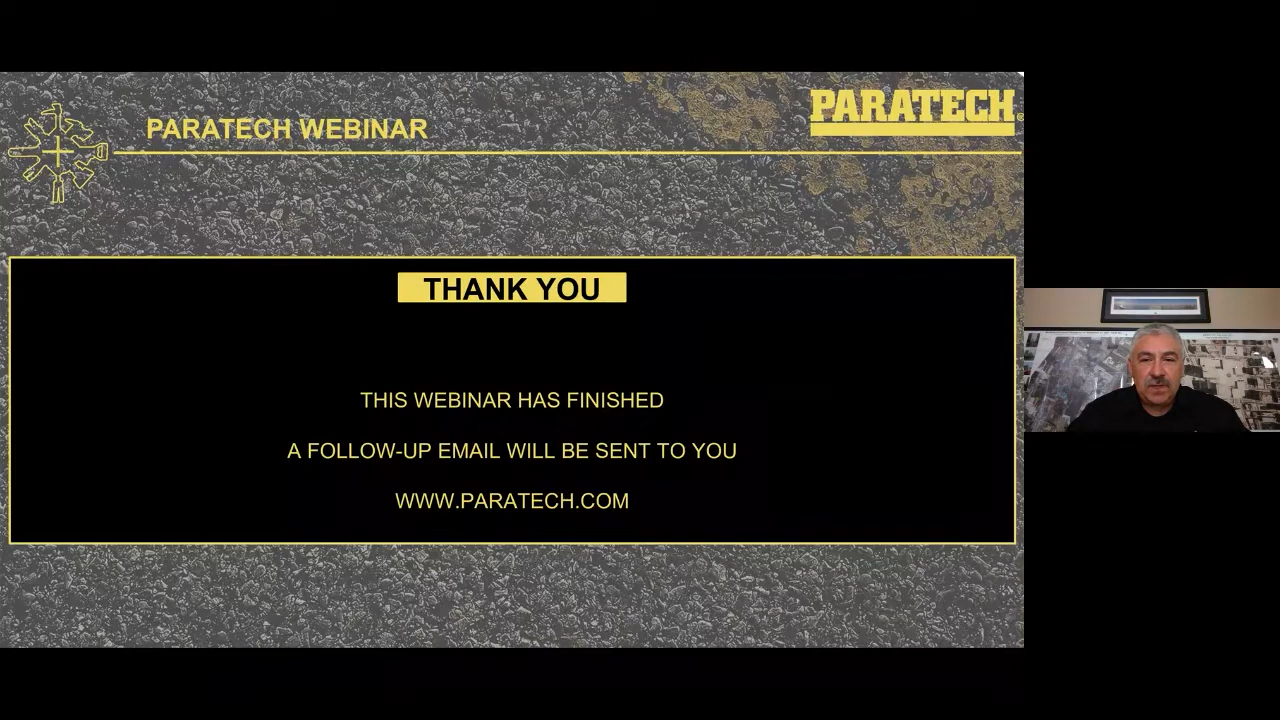 PARATECH WEBINAR
PARATECH®
THANK YOU
THIS WEBINAR HAS FINISHED
A FOLLOW-UP EMAIL WILL BE SENT TO YOU
WWW.PARATECH.COM